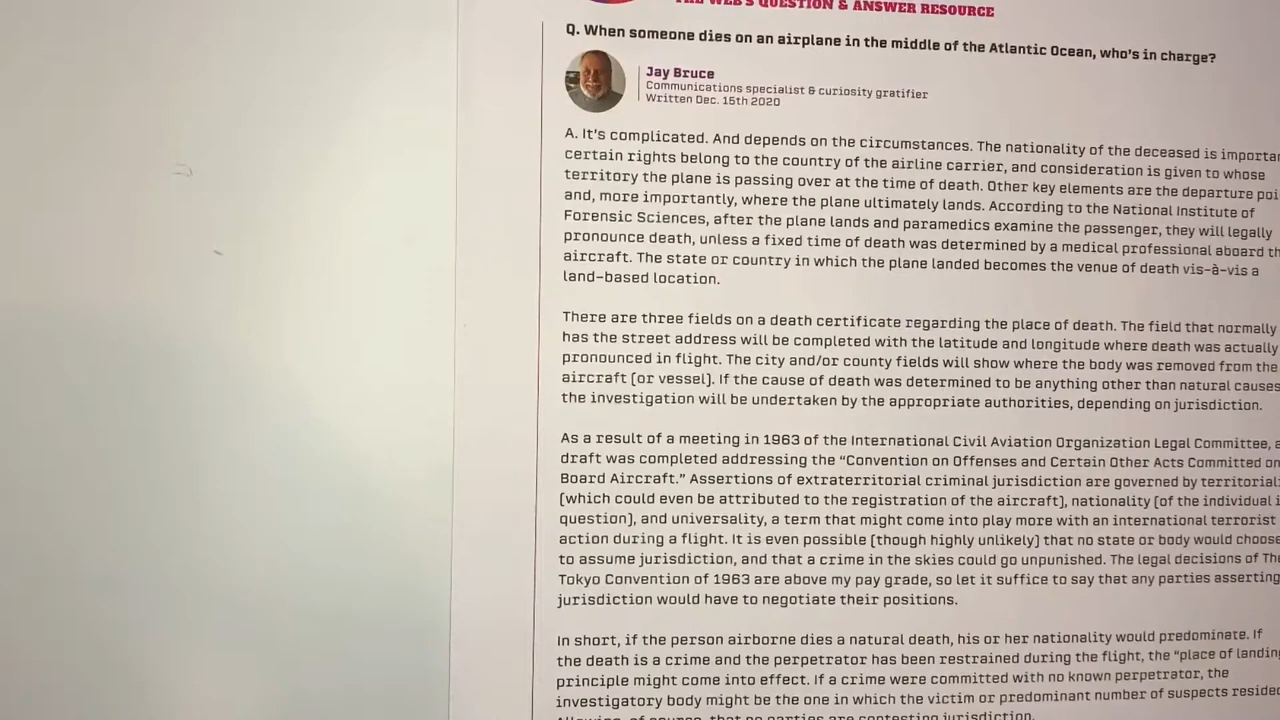 THE WEB'S QUESTION & ANSWER RESOURCE
Q. When someone dies on an airplane in the middle of the Atlantic Ocean, who's in charge?
Jay Bruce
Communications specialist & curiosity gratifier
Written Dec. 15th 2020
A. It's complicated. And depends on the circumstances. The nationality of the deceased is
certain rights belong to the country of the airline carrier, and consideration is given to whose
territory the plane is passing over at the time of death. Other key elements are the departure
and, more importantly, where the plane ultimately lands. According to the National Institute of
Forensic Sciences, after the plane lands and paramedics examine the passenger, they will legally
pronounce death, unless a fixed time of death was determined by a medical professional aboard
aircraft. The state or country in which the plane landed becomes the venue of death vis-à-vis a
land-based location.
There are three fields on a death certificate regarding the place of death. The field that normally
has the street address will be completed with the latitude and longitude where death was actually
pronounced in flight. The city and/or county fields will show where the body was removed from the
aircraft (or vessel). If the cause of death was determined to be anything other than natural causes
the investigation will be undertaken by the appropriate authorities, depending on jurisdiction.
As a result of a meeting in 1963 of the International Civil Aviation Organization Legal Committee, a
draft was completed addressing the “Convention on Offenses and Certain Other Acts Committed on
Board Aircraft.” Assertions of extraterritorial criminal jurisdiction are governed by
(which could even be attributed to the registration of the aircraft), nationality (of the individual
question), and universality, a term that might come into play more with an international terrorist
action during a flight. It is even possible (though highly unlikely) that no state or body would choose
to assume jurisdiction, and that a crime in the skies could go unpunished. The legal decisions of
Tokyo Convention of 1963 are above my pay grade, so let it suffice to say that any parties asserting
jurisdiction would have to negotiate their positions.
In short, if the person airborne dies a natural death, his or her nationality would predominate. If
the death is a crime and the perpetrator has been restrained during the flight, the “place of landing
principle might come into effect. If a crime were committed with no known perpetrator, the
investigatory body might be the one in which the victim or predominant number of suspects
Allowing, of course, that no parties are contesting jurisdiction.